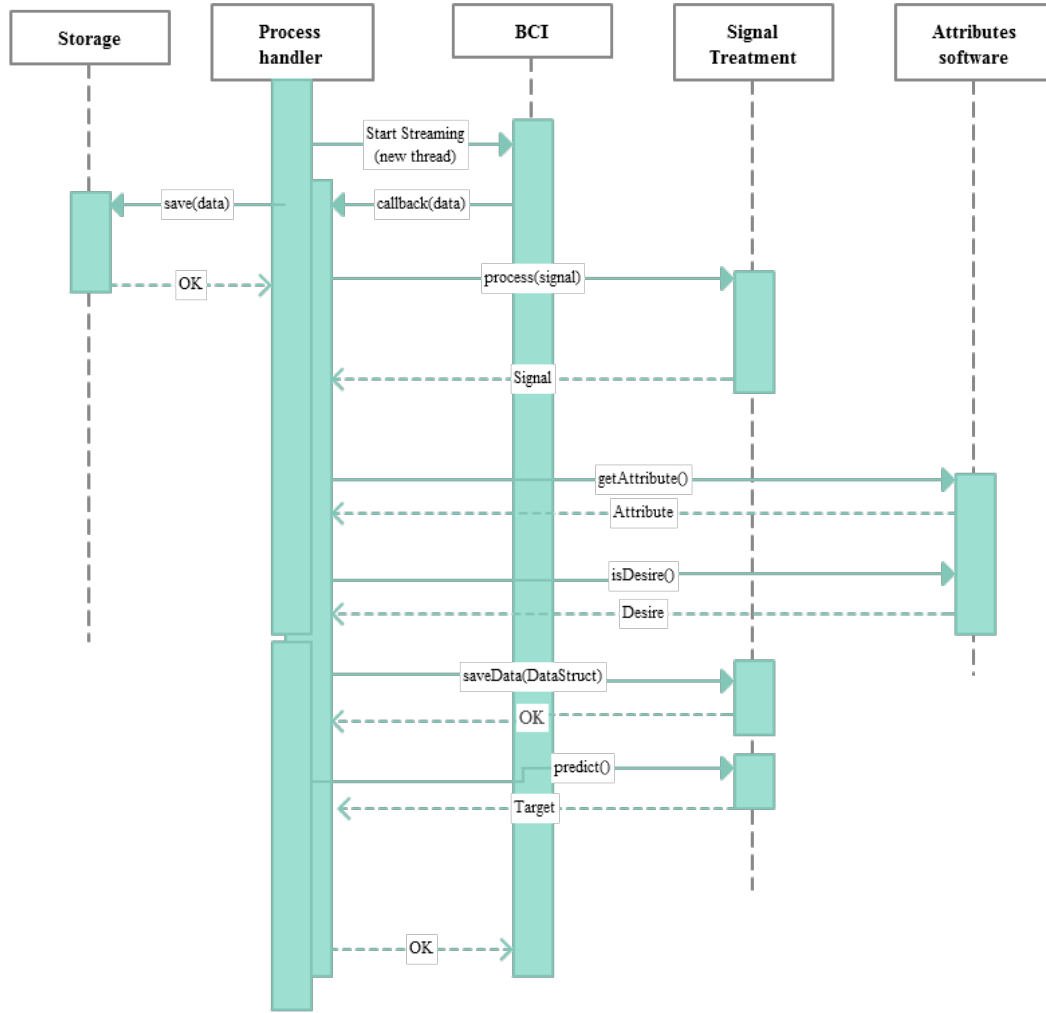 Storage
Process
handler
BCI
Signal
Treatment
Attributes
software
Start Streaming
(new thread)
save(data)
callback(data)
process(signal)
OK
Signal
getAttribute()
Attribute
isDesire()
Desire
saveData(DataStruct)
OK
predict()
Target
OK